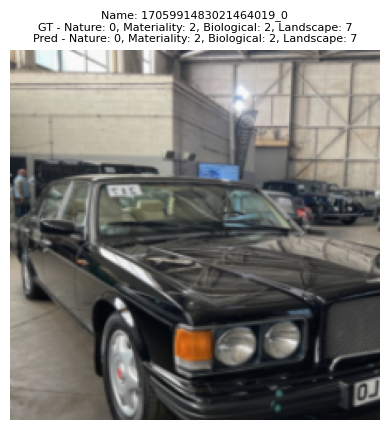 Name: 1705991483021464019_0
GT - Nature: 0, Materiality: 2, Biological: 2, Landscape: 7
Pred - Nature: 0, Materiality: 2, Biological: 2, Landscape: 7
OJ